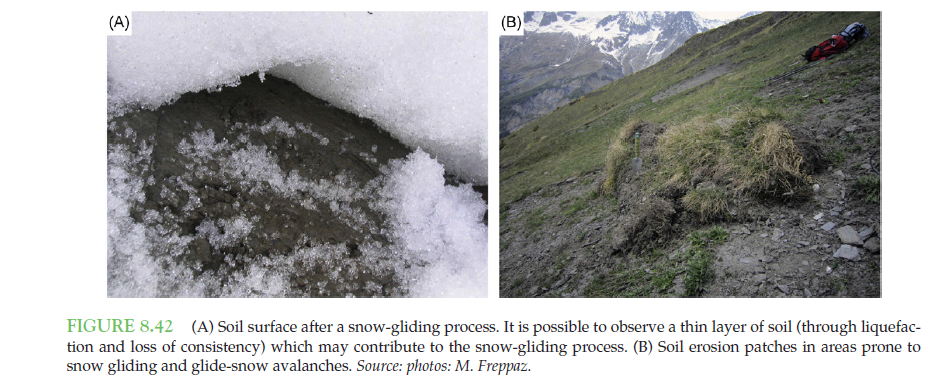 (A)
(B)
FIGURE 8.42 (A) Soil surface after a snow-gliding process. It is possible to observe a thin layer of soil (through liquefac-
tion and loss of consistency) which may contribute to the snow-gliding process. (B) Soil erosion patches in areas prone to
snow gliding and glide-snow avalanches. Source: photos: M. Freppaz.